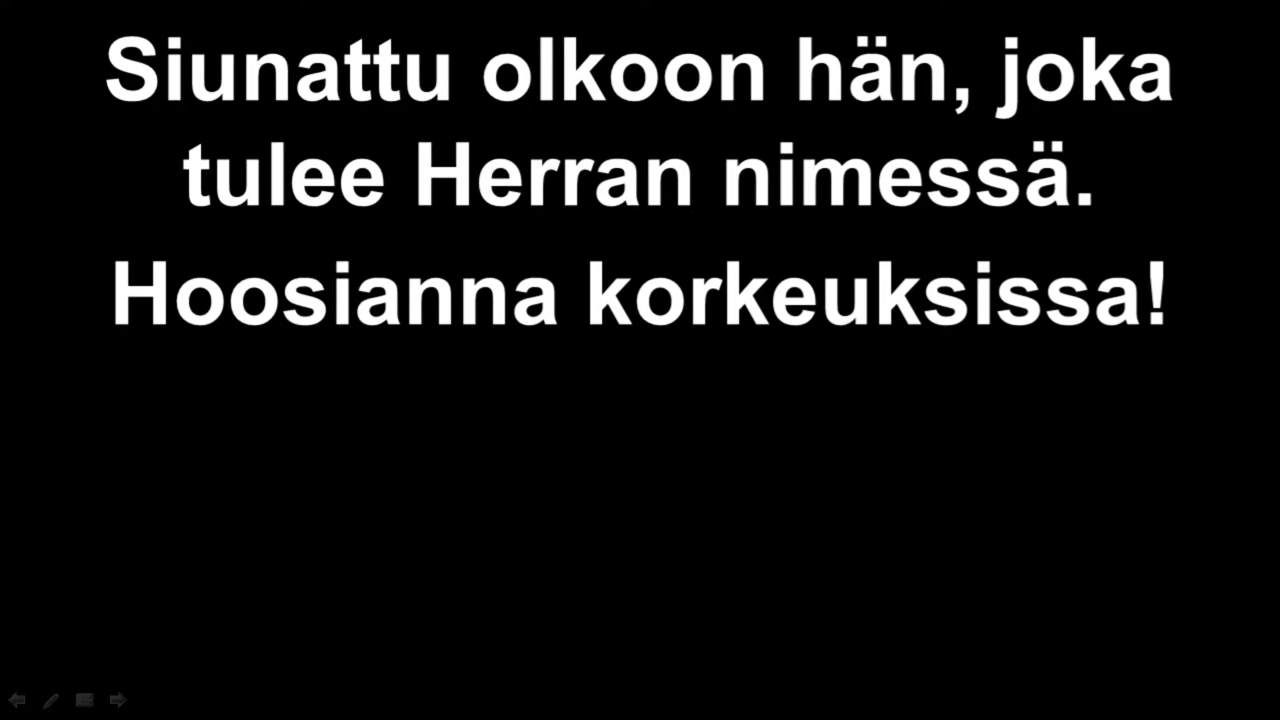 Siunattu olkoon hän, joka
tulee Herran nimessä.
Hoosianna korkeuksissa!